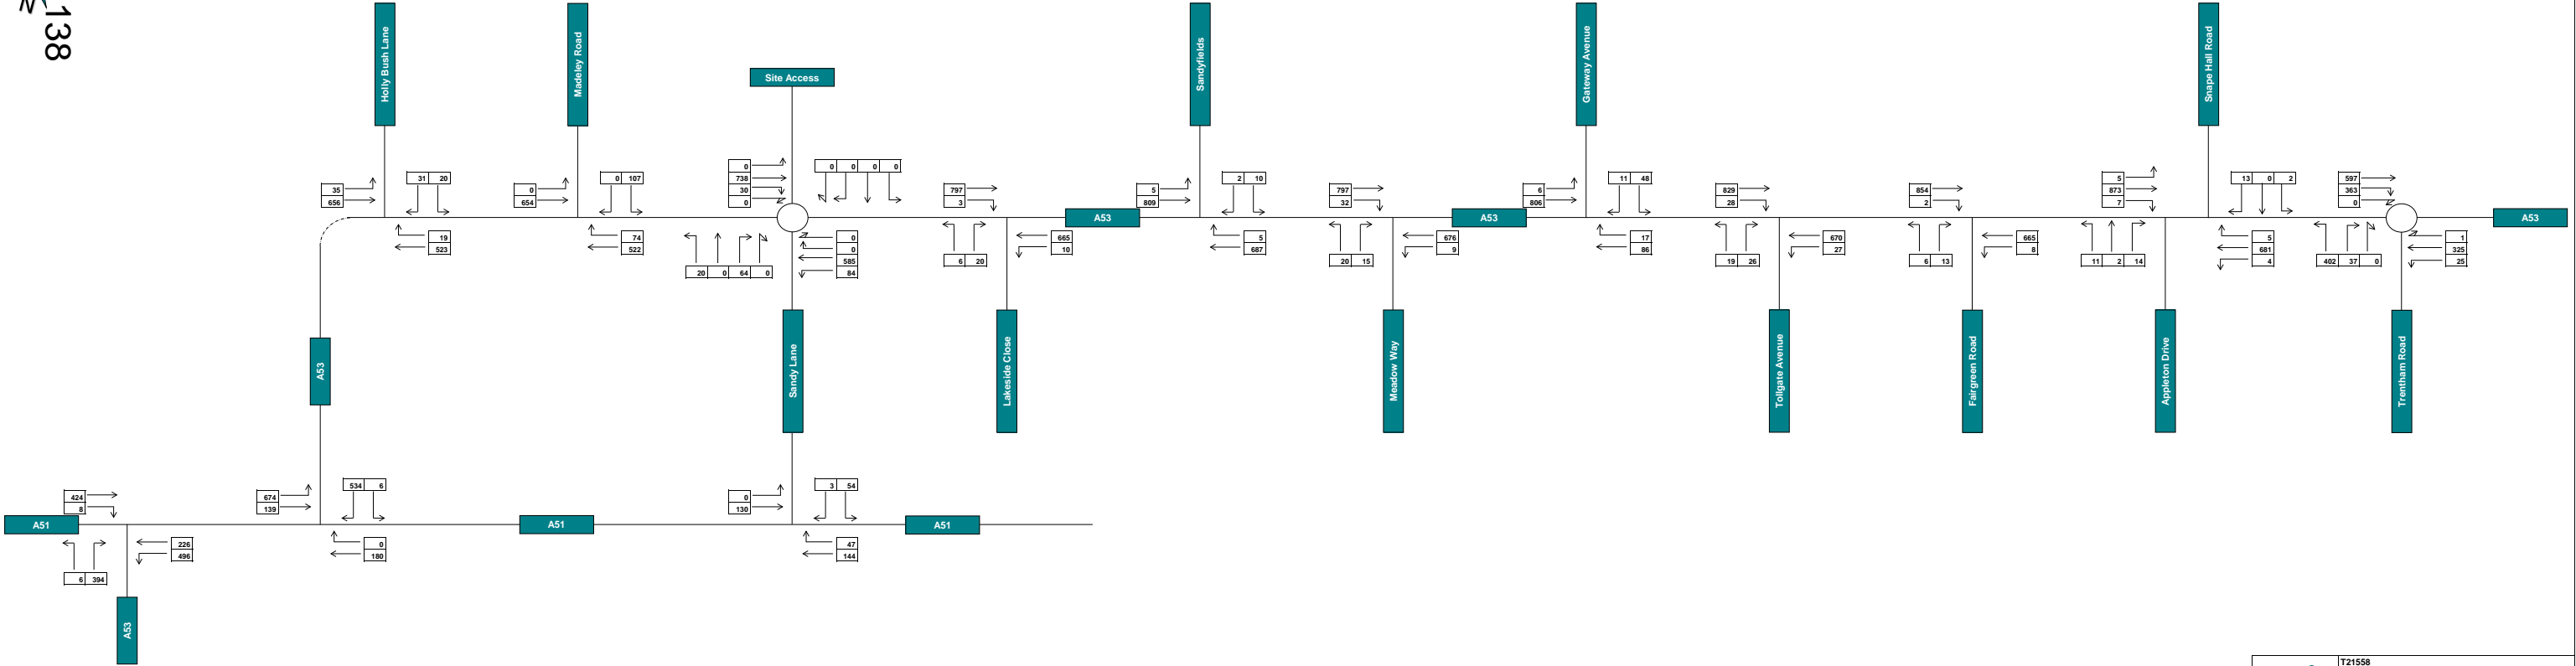 138
N
Holly Bush Lane
Madeley Road
Site Access
Sandyfields
Gateway Avenue
Snape Hall Road
35
656
31 20
19
523
0
654
0 107
74
522
0
738
30
0
0 0 0 0
20 0 64 0
0
0
585
84
797
3
6 20
665
10
A53
5
809
2 10
5
687
797
32
20 15
676
9
A53
6
806
11 48
17
86
829
28
19 26
670
27
854
2
6 13
665
8
5
873
7
11 2 14
13 0 2
5
681
4
597
363
0
402 37 0
1
325
25
A53
A53
Sandy Lane
Lakeside Close
Meadow Way
Tollgate Avenue
Fairgreen Road
Appleton Drive
Trentham Road
424
8
A51
6 394
226
496
A53
674
139
534 6
0
180
A51
0
130
3 54
47
144
A51
T21558